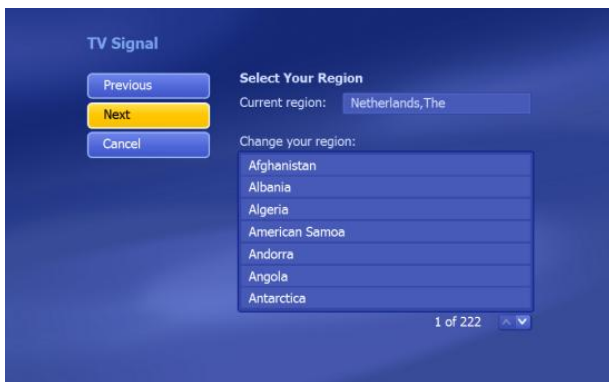 TV Signal
Previous
Next
Cancel
Select Your Region
Current region: Netherlands,The
Change your region:
Afghanistan
Albania
Algeria
American Samoa
Andorra
Angola
Antarctica
1 of 222